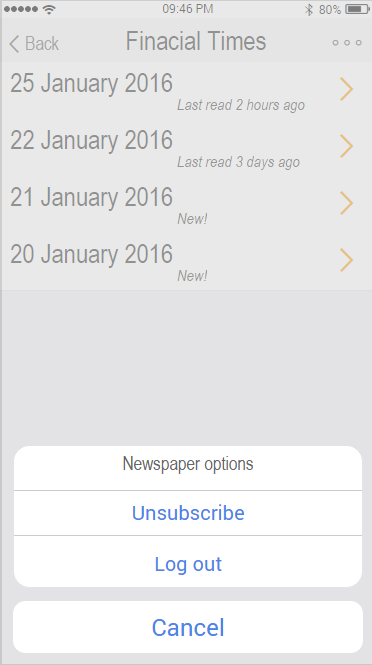 09:46 PM 80%
Back Finacial Times
25 January 2016
Last read 2 hours ago
22 January 2016
Last read 3 days ago
21 January 2016
New!
20 January 2016
New!
Newspaper options
Unsubscribe
Log out
Cancel